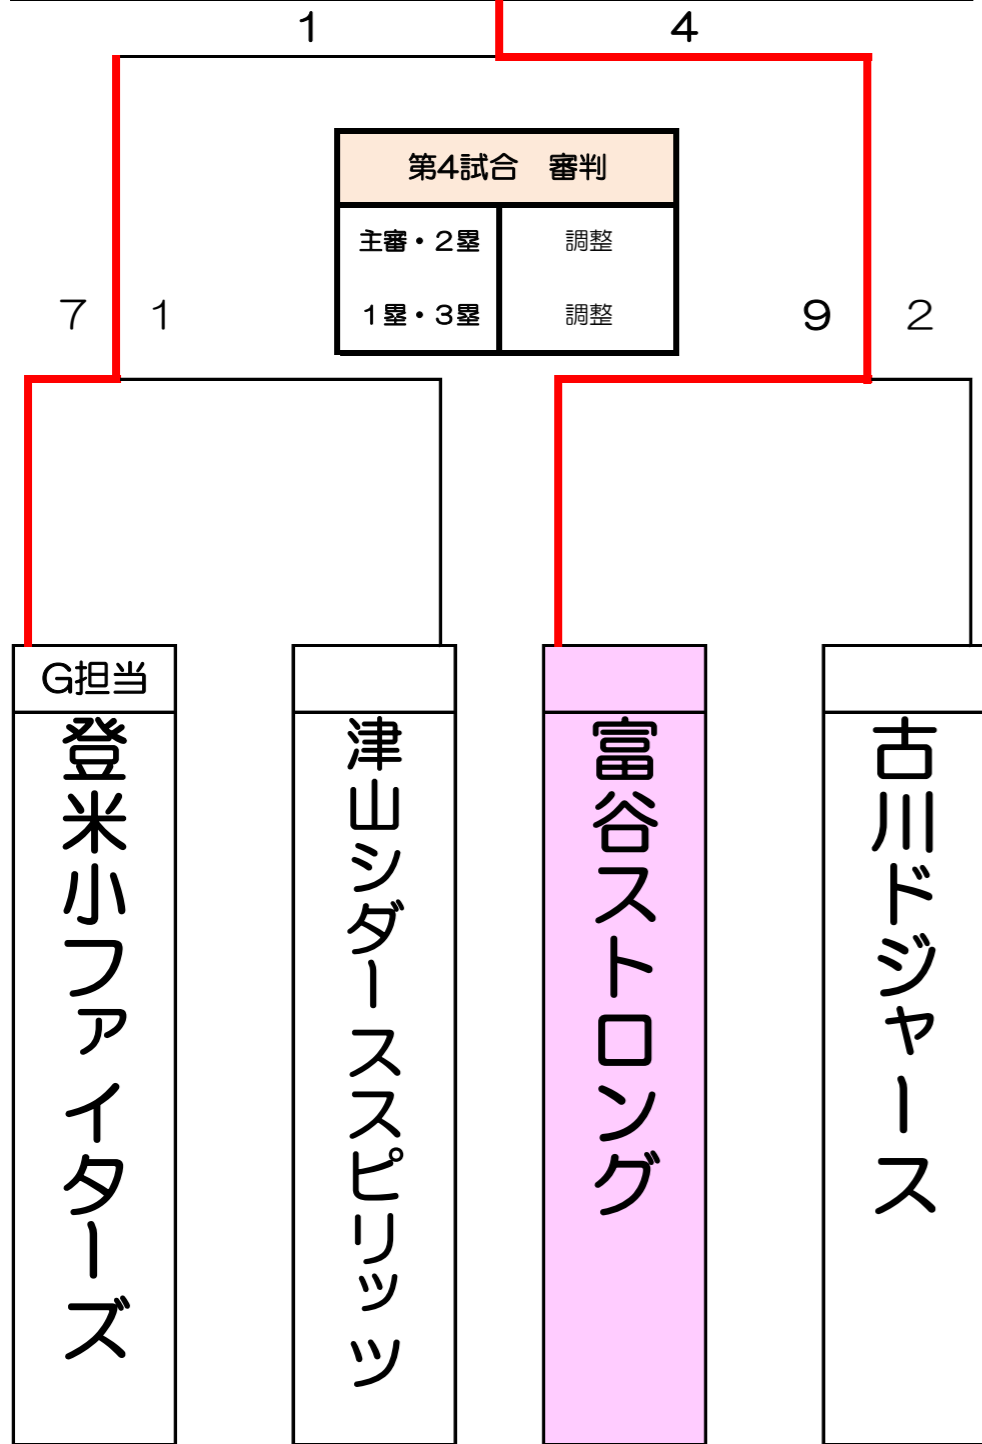 1 4
第4試合 審判
主審・2塁 調整
1塁・3塁 調整
7 1 9 2
G担当
登米小ファイターズ
津山シダーススピリッツ
富谷ストロング
古川ドジャース